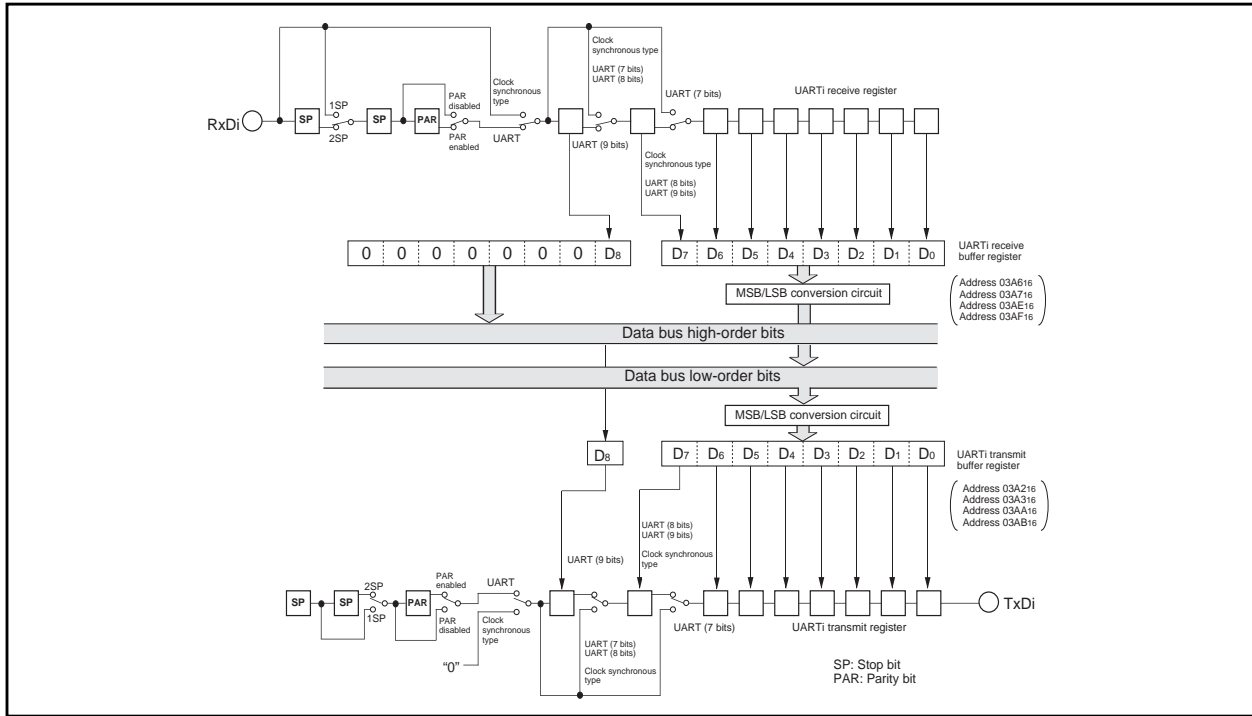 Clock
synchronous type
UART (7 bits)
UART (8 bits)
Clock
synchronous
type
UART (7 bits)
UARTi receive register
RxDi
SP
1SP
2SP
SP
PAR
PAR
disabled
PAR
enabled
UART
UART (9 bits)
Clock
synchronous type
UART (8 bits)
UART (9 bits)
0 0 0 0 0 0 0 D8
D7 D6 D5 D4 D3 D2 D1 D0
UARTi receive
buffer register
MSB/LSB conversion circuit
Address 03A616
Address 03A716
Address 03AE16
Address 03AF16
Data bus high-order bits
Data bus low-order bits
MSB/LSB conversion circuit
D8
D7 D6 D5 D4 D3 D2 D1 D0
UARTi transmit
buffer register
Address 03A216
Address 03A316
Address 03AA16
Address 03AB16
UART (8 bits)
UART (9 bits)
Clock synchronous
type
UART (9 bits)
SP
SP
2SP
1SP
PAR
PAR
enabled
PAR
disabled
UART
Clock
synchronous
type
“0”
UART (7 bits)
UART (8 bits)
Clock synchronous
type
UART (7 bits)
UARTi transmit register
TxDi
SP: Stop bit
PAR: Parity bit